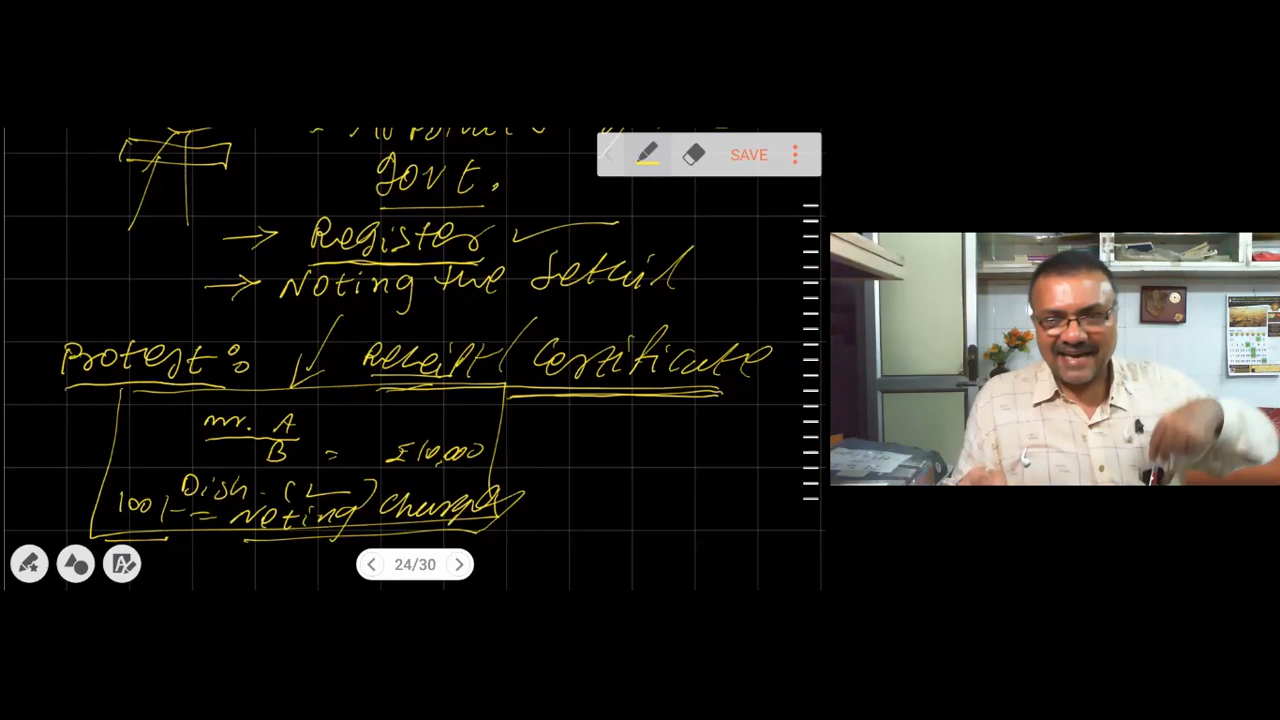 SAVE
govt.
→ Register ✓
→ Noting the detail
Protest : Receipt / Certificate
Mr. A
B = ₹10,000
Dish. (✓)
100/- = Noting Charges
24/30